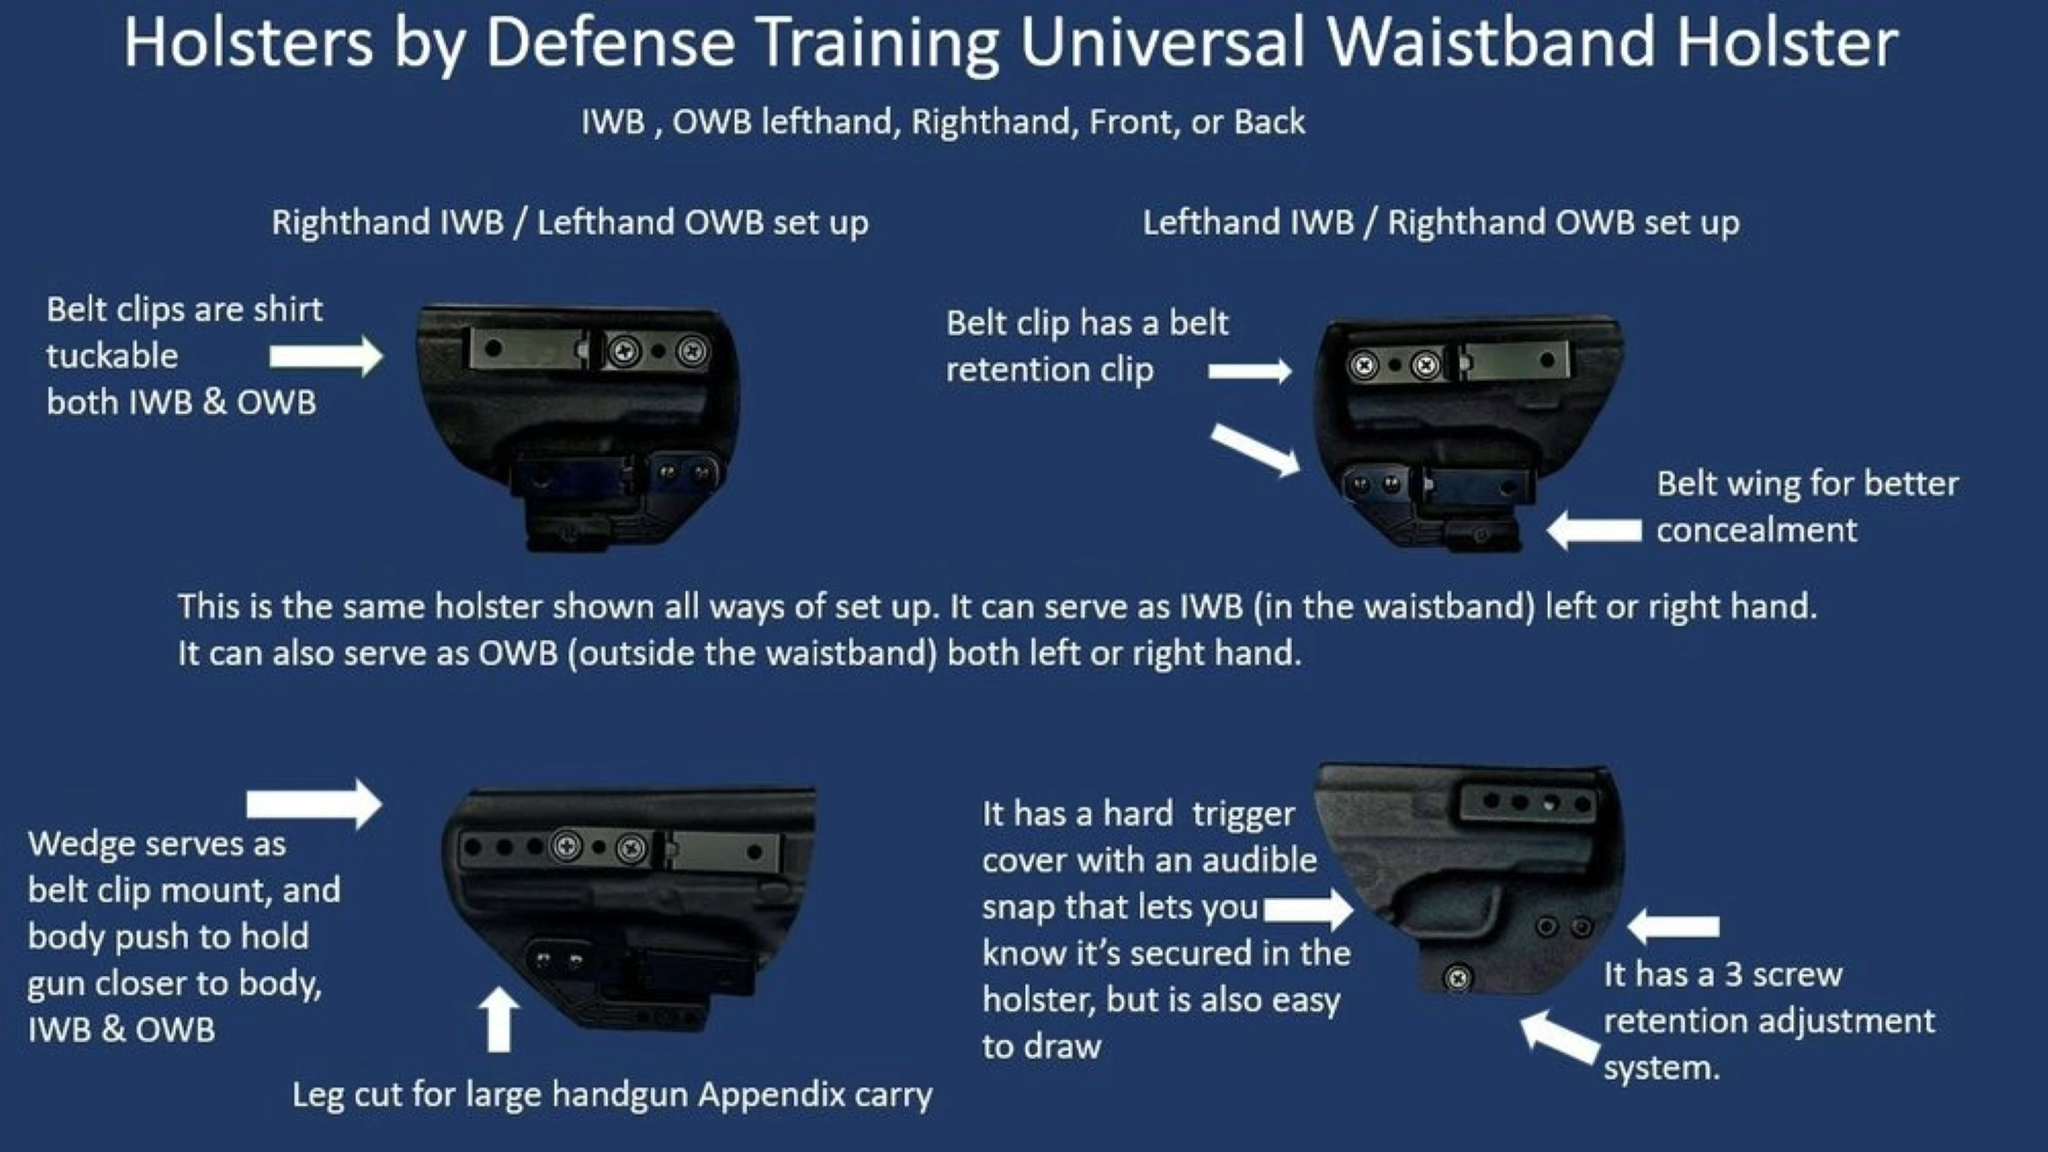 Holsters by Defense Training Universal Waistband Holster
IWB , OWB lefthand, Righthand, Front, or Back
Righthand IWB / Lefthand OWB set up
Lefthand IWB / Righthand OWB set up
Belt clips are shirt
tuckable
both IWB & OWB
Belt clip has a belt
retention clip
Belt wing for better
concealment
This is the same holster shown all ways of set up. It can serve as IWB (in the waistband) left or right hand.
It can also serve as OWB (outside the waistband) both left or right hand.
Wedge serves as
belt clip mount, and
body push to hold
gun closer to body,
IWB & OWB
Leg cut for large handgun Appendix carry
It has a hard  trigger
cover with an audible
snap that lets you
know it’s secured in the
holster, but is also easy
to draw
It has a 3 screw
retention adjustment
system.